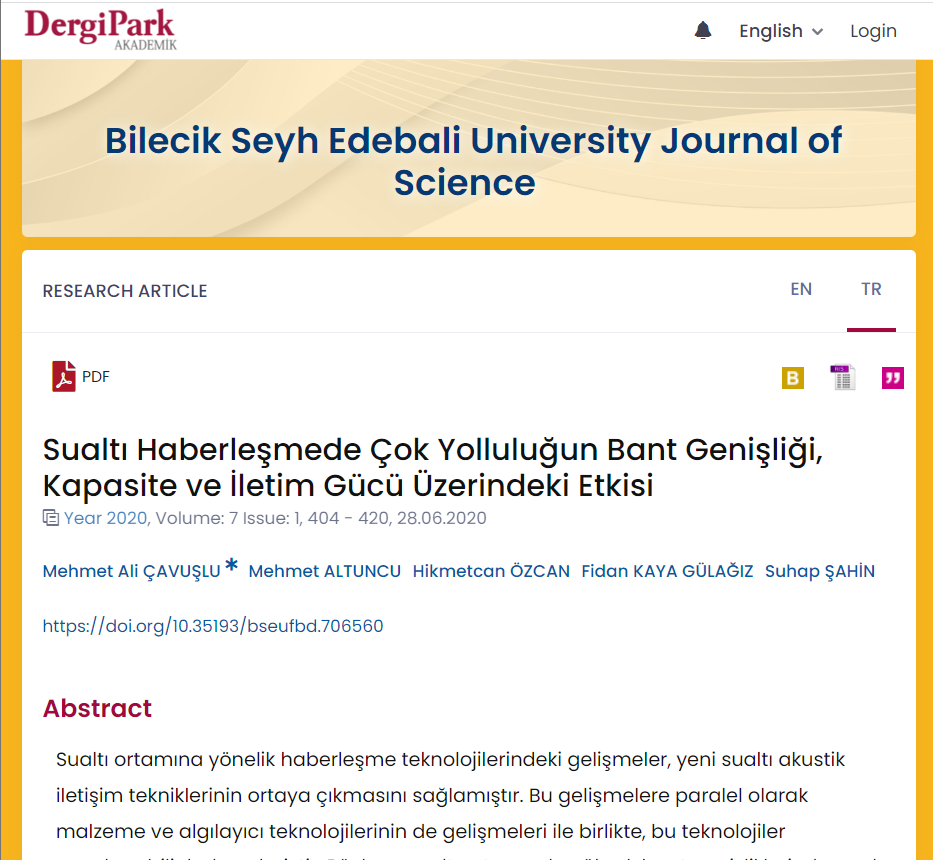 DergiPark
AKADEMİK
English Login
Bilecik Seyh Edebali University Journal of
Science
RESEARCH ARTICLE EN TR
PDF
B
RIS
Sualtı Haberleşmede Çok Yolluluğun Bant Genişliği,
Kapasite ve İletim Gücü Üzerindeki Etkisi
Year 2020, Volume: 7 Issue: 1, 404 - 420, 28.06.2020
Mehmet Ali ÇAVUŞLU * Mehmet ALTUNCU Hikmetcan ÖZCAN Fidan KAYA GÜLAĞIZ Suhap ŞAHİN
https://doi.org/10.35193/bseufbd.706560
Abstract
Sualtı ortamına yönelik haberleşme teknolojilerindeki gelişmeler, yeni sualtı akustik
iletişim tekniklerinin ortaya çıkmasını sağlamıştır. Bu gelişmelere paralel olarak
malzeme ve algılayıcı teknolojilerinin de gelişmeleri ile birlikte, bu teknolojiler